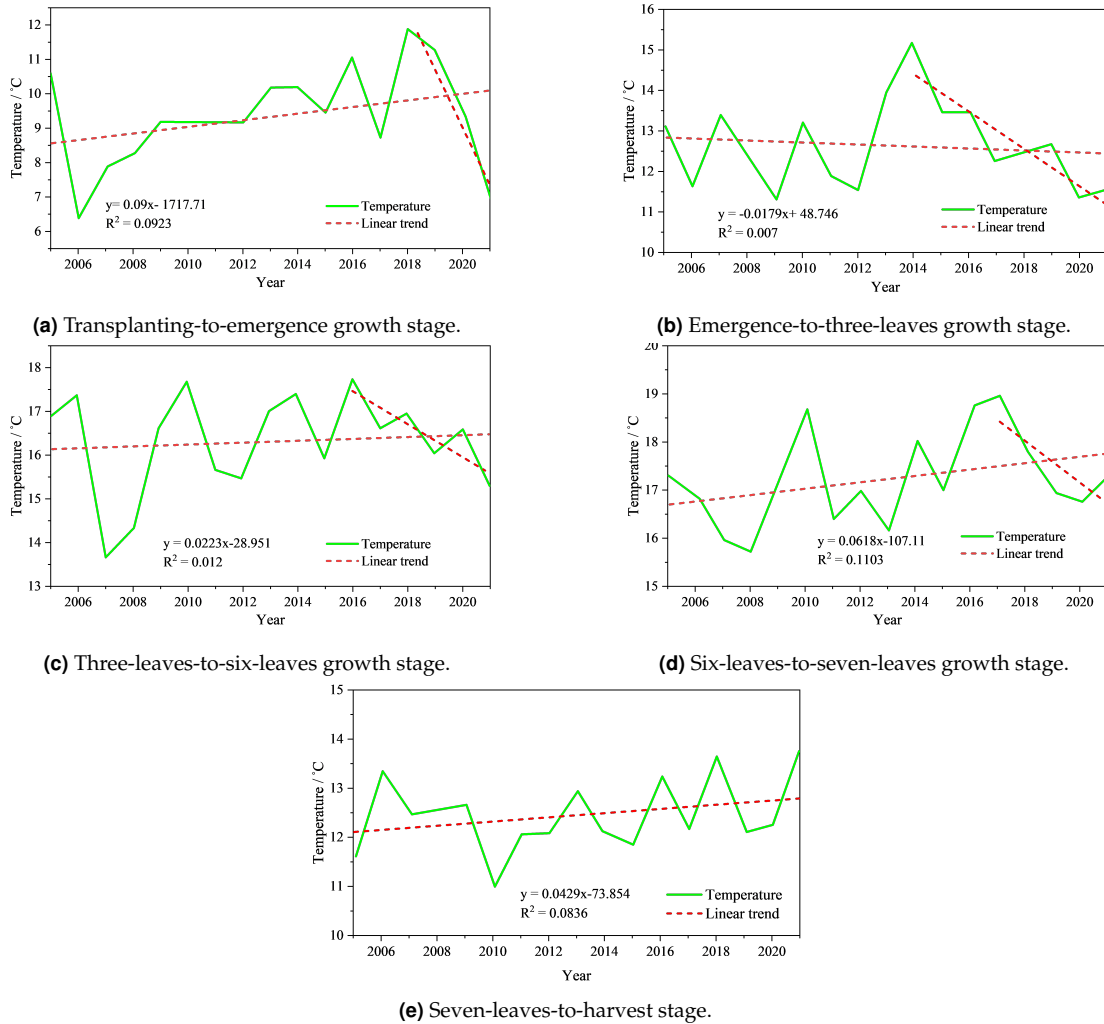 12
11
10
9
8
7
6
Temperature / °C
y= 0.09x- 1717.71
R² = 0.0923
Temperature
Linear trend
2006 2008 2010 2012 2014 2016 2018 2020
Year
(a) Transplanting-to-emergence growth stage.
16
15
14
13
12
11
10
Temperature / °C
y = -0.0179x+ 48.746
R² = 0.007
Temperature
Linear trend
2006 2008 2010 2012 2014 2016 2018 2020
Year
(b) Emergence-to-three-leaves growth stage.
18
17
16
15
14
13
Temperature / °C
y = 0.0223x-28.951
R² = 0.012
Temperature
Linear trend
2006 2008 2010 2012 2014 2016 2018 2020
Year
(c) Three-leaves-to-six-leaves growth stage.
20
19
18
17
16
15
Temperature / °C
y = 0.0618x-107.11
R² = 0.1103
Temperature
Linear trend
2006 2008 2010 2012 2014 2016 2018 2020
Year
(d) Six-leaves-to-seven-leaves growth stage.
15
14
13
12
11
10
Temperature / °C
y = 0.0429x-73.854
R² = 0.0836
Temperature
Linear trend
2006 2008 2010 2012 2014 2016 2018 2020
Year
(e) Seven-leaves-to-harvest stage.